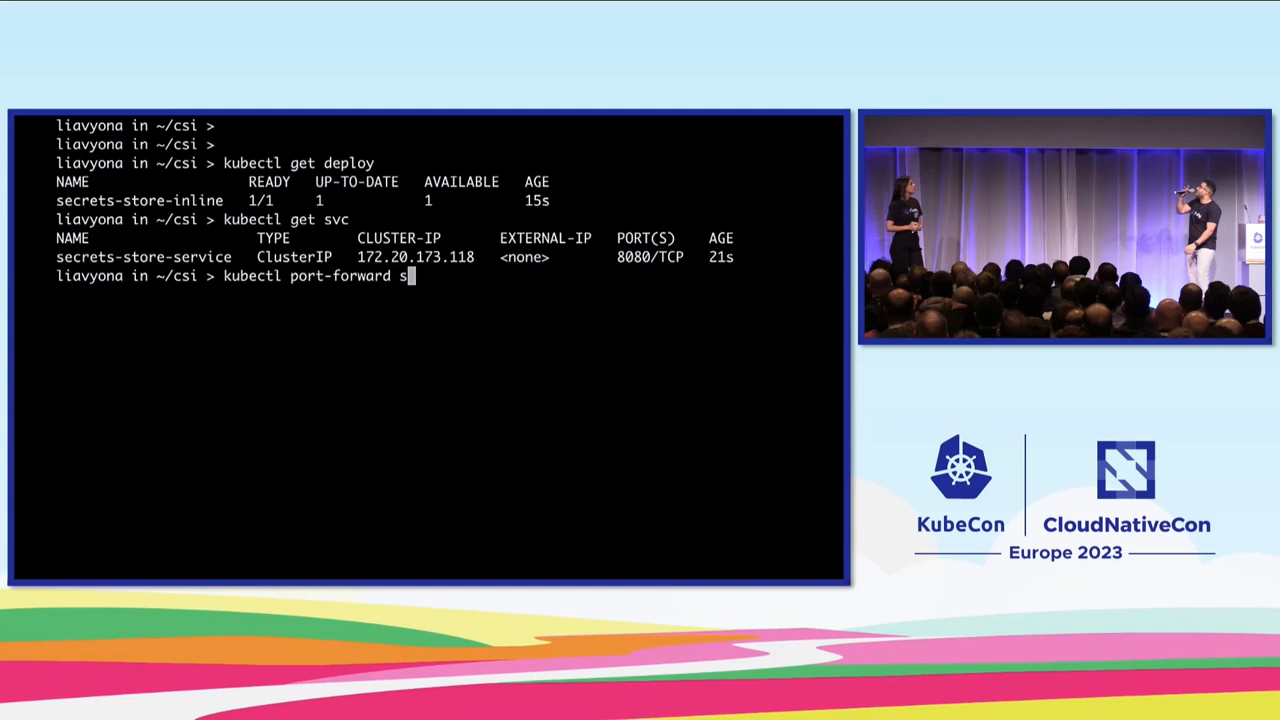 liavyona in ~/csi >
liavyona in ~/csi >
liavyona in ~/csi > kubectl get deploy
NAME READY UP-TO-DATE AVAILABLE AGE
secrets-store-inline 1/1 1 1 15s
liavyona in ~/csi > kubectl get svc
NAME TYPE CLUSTER-IP EXTERNAL-IP PORT(S) AGE
secrets-store-service ClusterIP 172.20.173.118 <none> 8080/TCP 21s
liavyona in ~/csi > kubectl port-forward s
KubeCon
CloudNativeCon
Europe 2023